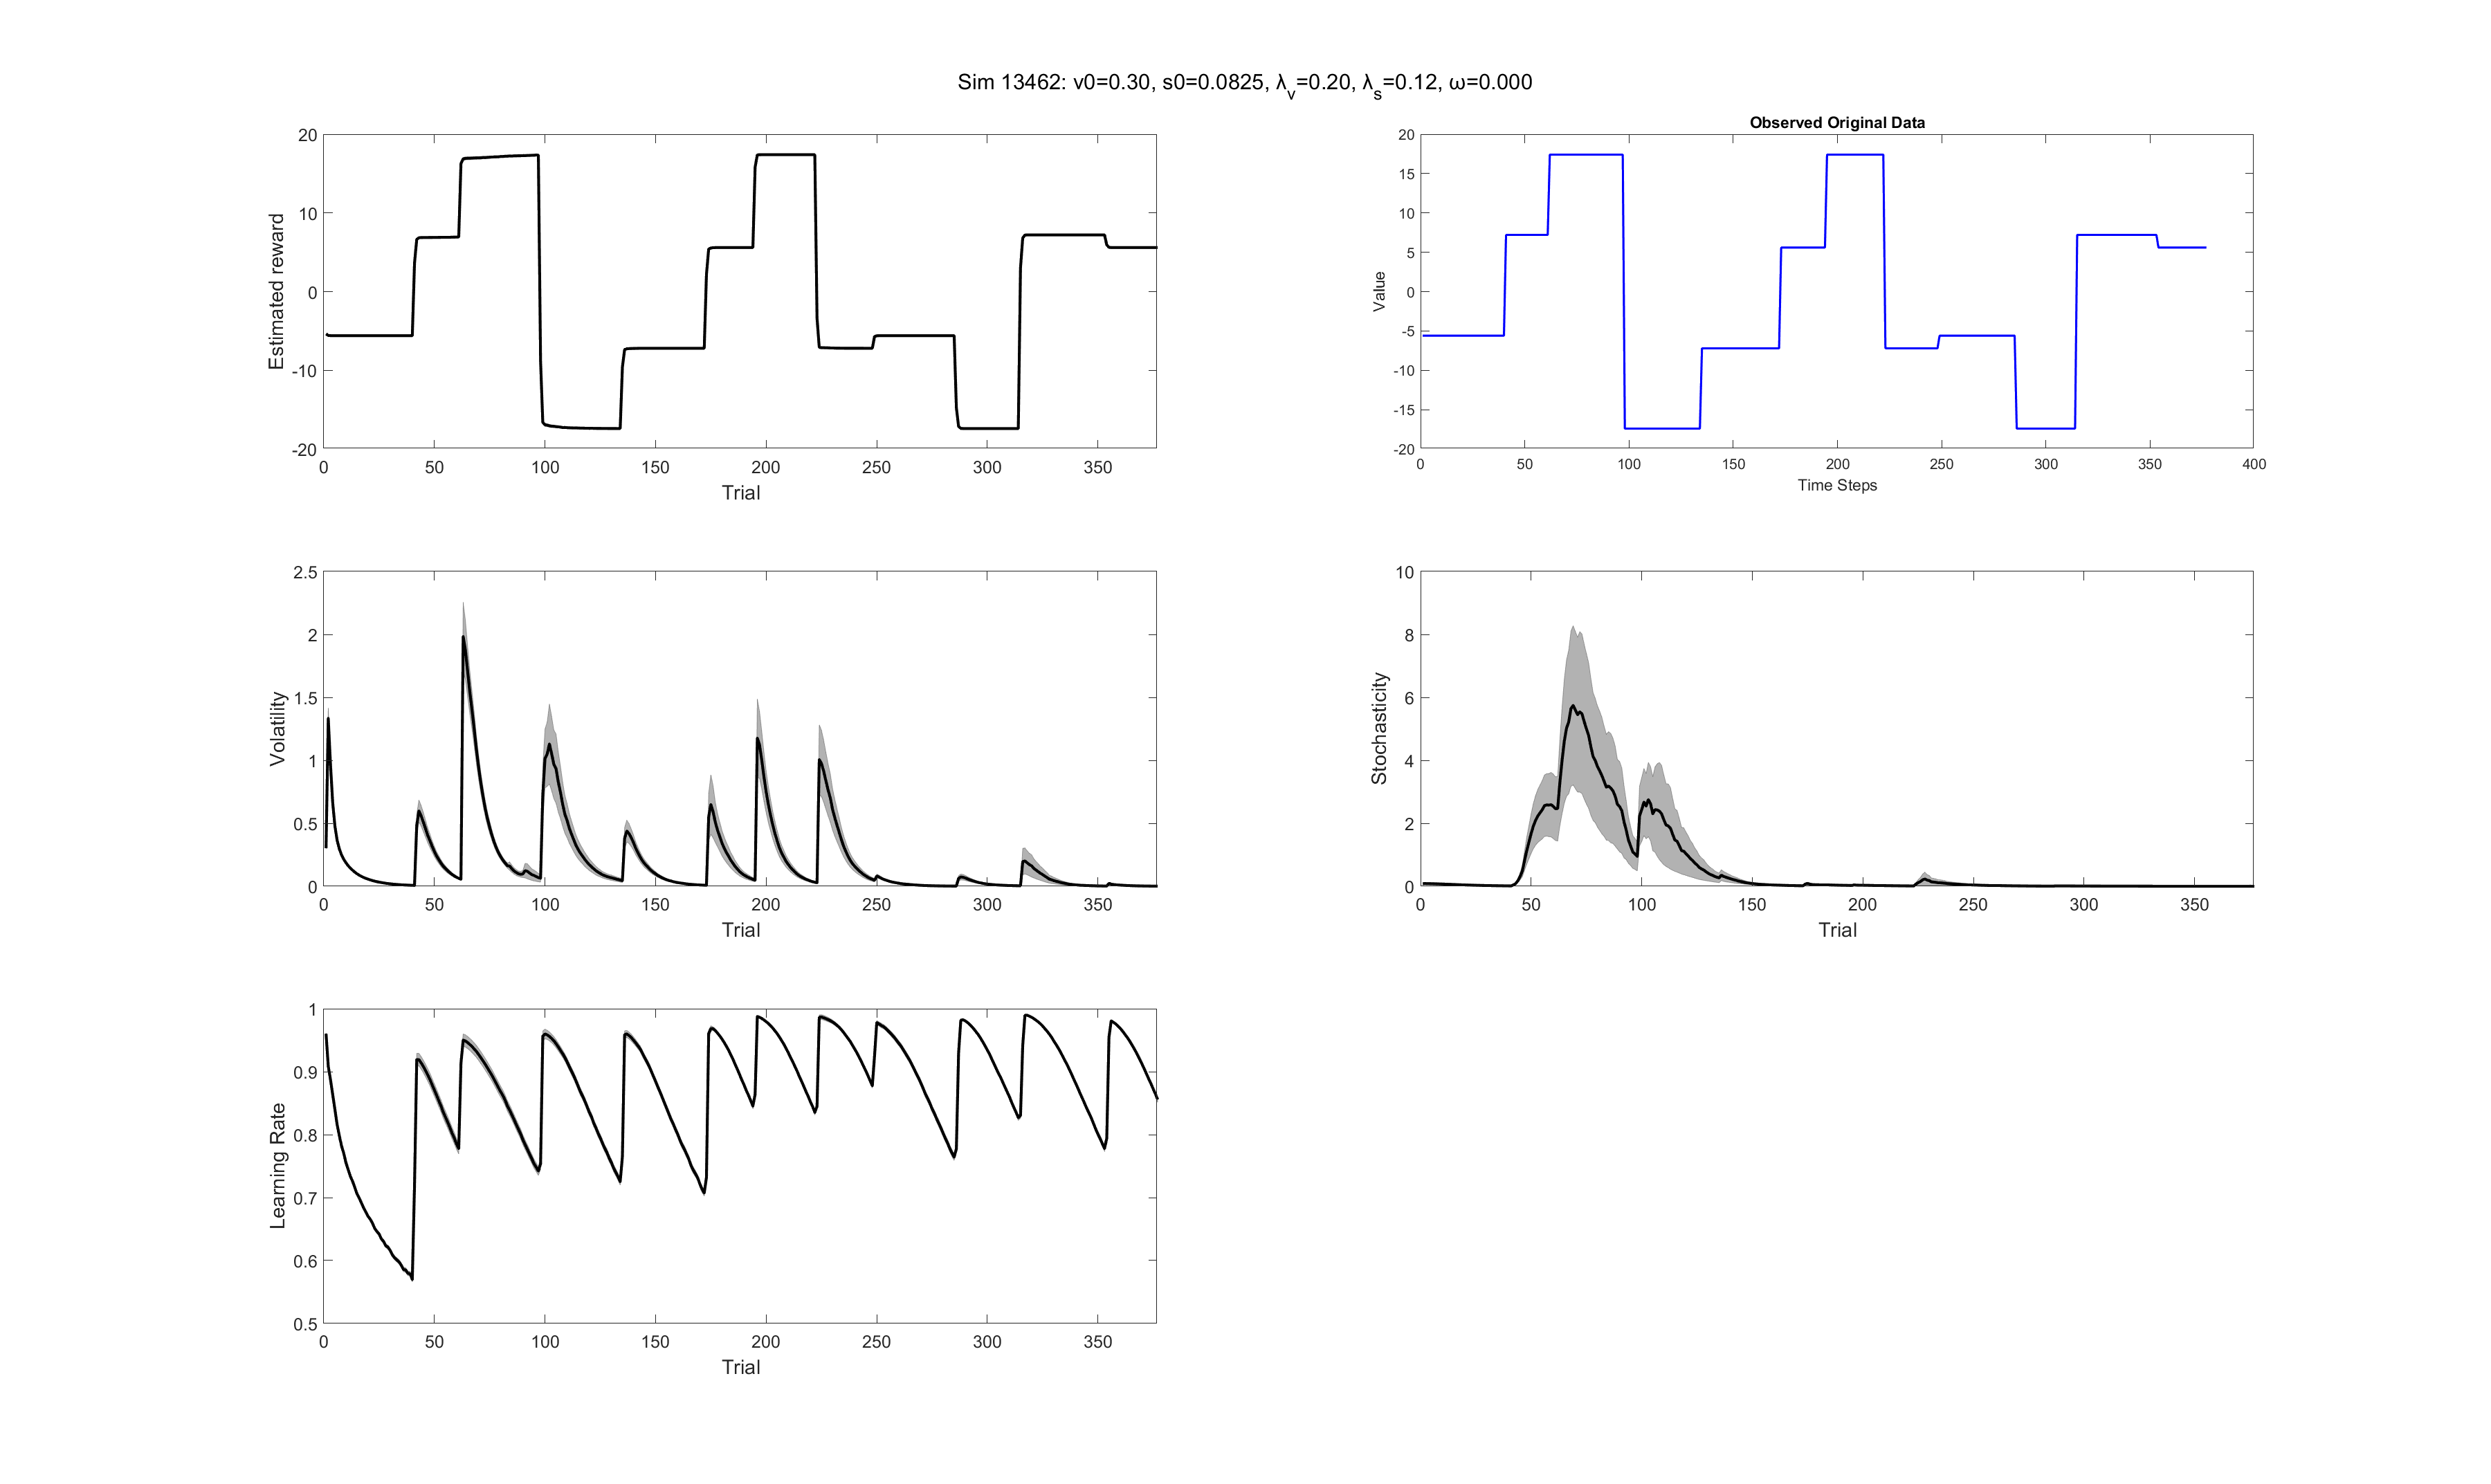 Sim 13462: v0=0.30, s0=0.0825, λv=0.20, λs=0.12, ω=0.000
Estimated reward
20
10
0
-10
-20
0 50 100 150 200 250 300 350
Trial
Observed Original Data
Value
20
15
10
5
0
-5
-10
-15
-20
0 50 100 150 200 250 300 350 400
Time Steps
Volatility
2.5
2
1.5
1
0.5
0
0 50 100 150 200 250 300 350
Trial
Stochasticity
10
8
6
4
2
0
0 50 100 150 200 250 300 350
Trial
Learning Rate
1
0.9
0.8
0.7
0.6
0.5
0 50 100 150 200 250 300 350
Trial